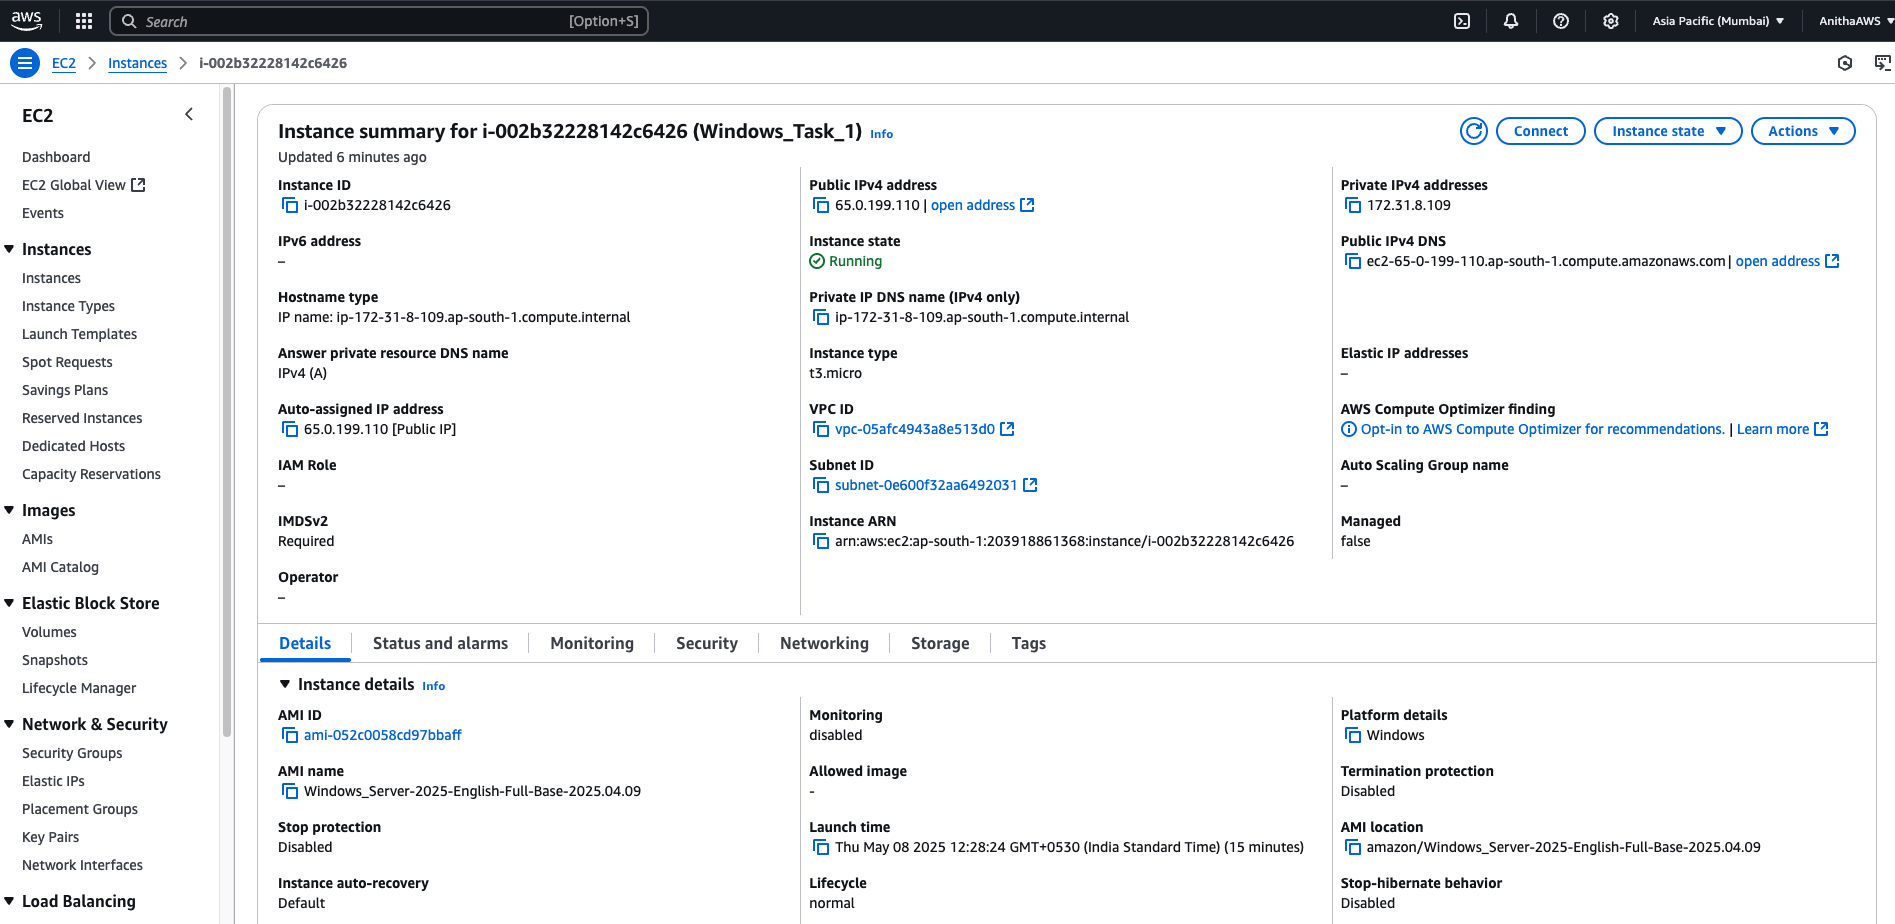 aws
Search
[Option+S]
Asia Pacific (Mumbai)
AnithaAWS
EC2
Instances
i-002b32228142c6426
EC2
Dashboard
EC2 Global View
Events
Instances
Instances
Instance Types
Launch Templates
Spot Requests
Savings Plans
Reserved Instances
Dedicated Hosts
Capacity Reservations
Images
AMIs
AMI Catalog
Elastic Block Store
Volumes
Snapshots
Lifecycle Manager
Network & Security
Security Groups
Elastic IPs
Placement Groups
Key Pairs
Network Interfaces
Load Balancing
Instance summary for i-002b32228142c6426 (Windows_Task_1) Info
Updated 6 minutes ago
Connect
Instance state
Actions
Instance ID
i-002b32228142c6426
Public IPv4 address
65.0.199.110 | open address
Private IPv4 addresses
172.31.8.109
IPv6 address
–
Instance state
Running
Public IPv4 DNS
ec2-65-0-199-110.ap-south-1.compute.amazonaws.com | open address
Hostname type
IP name: ip-172-31-8-109.ap-south-1.compute.internal
Private IP DNS name (IPv4 only)
ip-172-31-8-109.ap-south-1.compute.internal
Answer private resource DNS name
IPv4 (A)
Instance type
t3.micro
Elastic IP addresses
–
Auto-assigned IP address
65.0.199.110 [Public IP]
VPC ID
vpc-05afc4943a8e513d0
AWS Compute Optimizer finding
Opt-in to AWS Compute Optimizer for recommendations. | Learn more
IAM Role
–
Subnet ID
subnet-0e600f32aa6492031
Auto Scaling Group name
–
IMDSv2
Required
Instance ARN
arn:aws:ec2:ap-south-1:203918861368:instance/i-002b32228142c6426
Managed
false
Operator
–
Details
Status and alarms
Monitoring
Security
Networking
Storage
Tags
Instance details Info
AMI ID
ami-052c0058cd97bbaff
Monitoring
disabled
Platform details
Windows
AMI name
Windows_Server-2025-English-Full-Base-2025.04.09
Allowed image
-
Termination protection
Disabled
Stop protection
Disabled
Launch time
Thu May 08 2025 12:28:24 GMT+0530 (India Standard Time) (15 minutes)
AMI location
amazon/Windows_Server-2025-English-Full-Base-2025.04.09
Instance auto-recovery
Default
Lifecycle
normal
Stop-hibernate behavior
Disabled